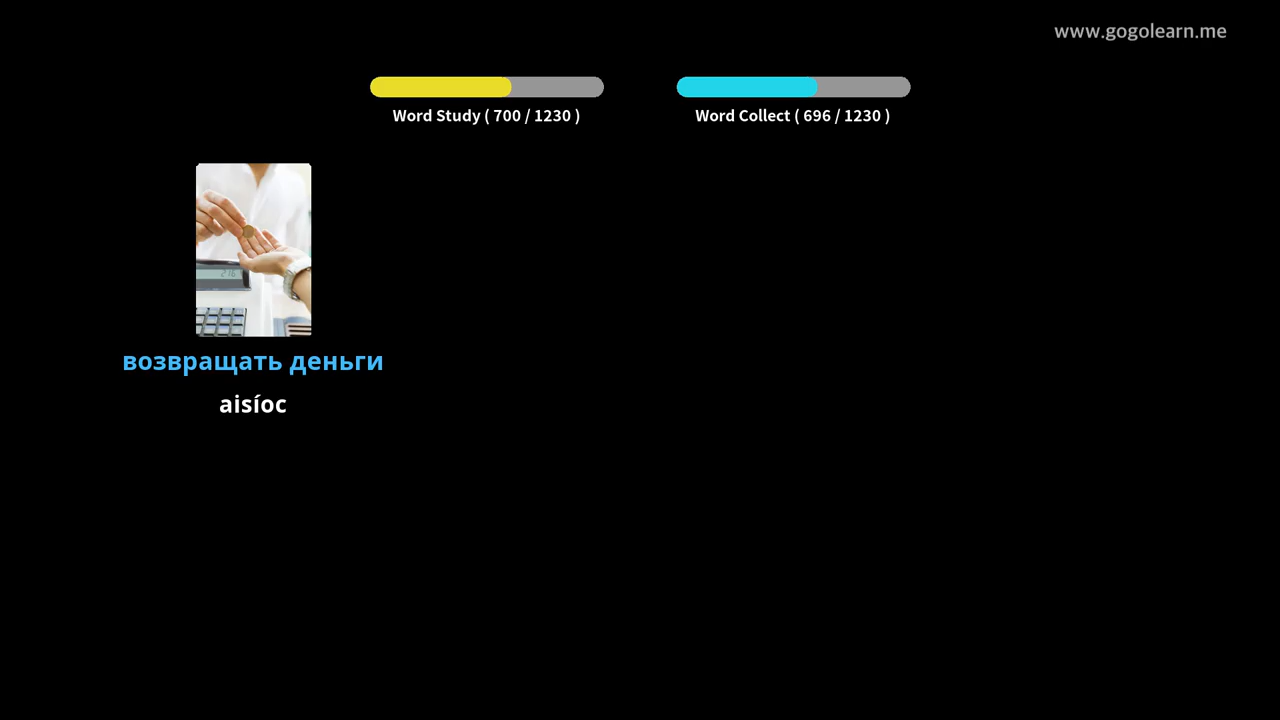 www.gogolearn.me
Word Study ( 700 / 1230 )
Word Collect ( 696 / 1230 )
возвращать деньги
aisíoc